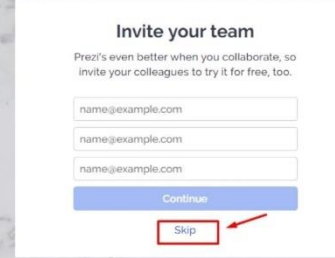 Invite your team
Prezi's even better when you collaborate, so
invite your colleagues to try it for free, too.
name@example.com
name@example.com
name@example.com
Continue
Skip